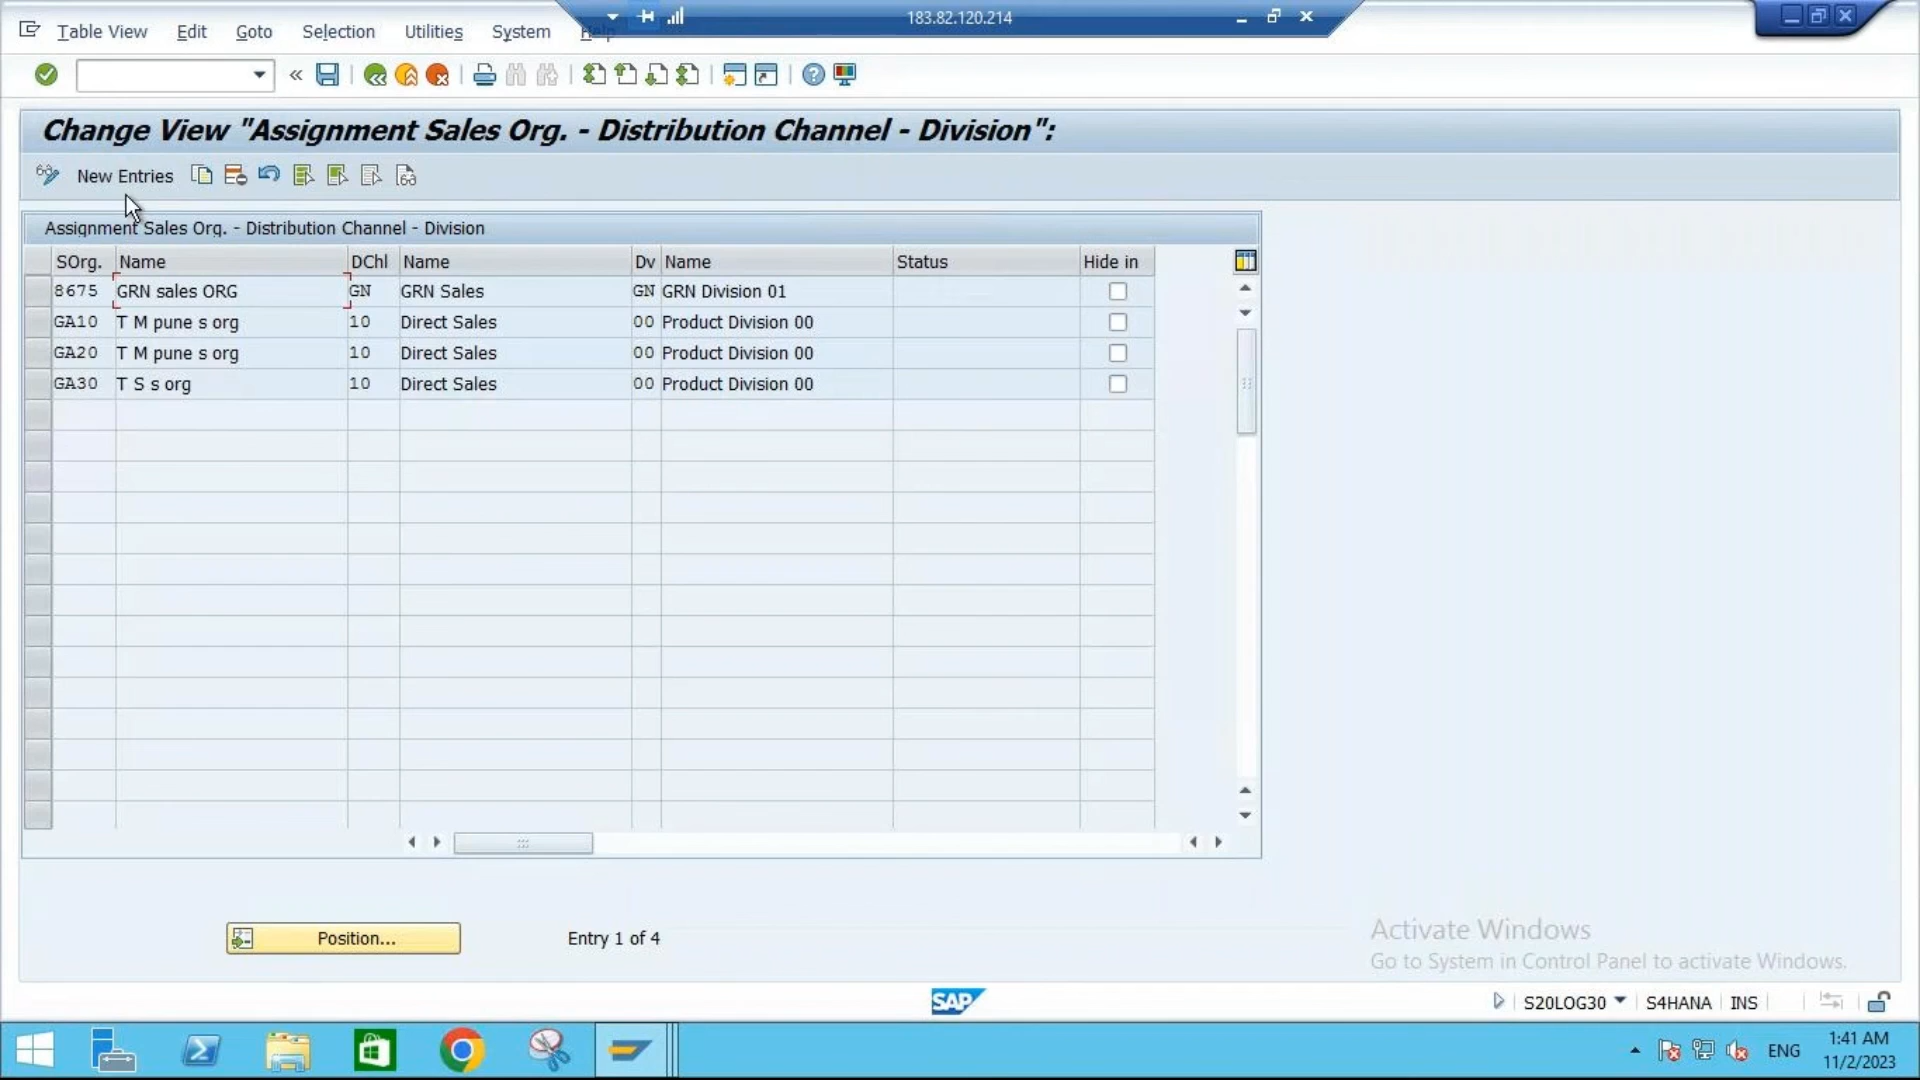 183.82.120.214
Table View Edit Goto Selection Utilities System Help
Change View "Assignment Sales Org. - Distribution Channel - Division":
New Entries
Assignment Sales Org. - Distribution Channel - Division
SOrg. Name DChl Name Dv Name Status Hide in
8675 GRN sales ORG GN GRN Sales GN GRN Division 01
GA10 T M pune s org 10 Direct Sales 00 Product Division 00
GA20 T M pune s org 10 Direct Sales 00 Product Division 00
GA30 T S s org 10 Direct Sales 00 Product Division 00
Position... Entry 1 of 4
Activate Windows
Go to System in Control Panel to activate Windows.
SAP S20LOG30 S4HANA INS
ENG 1:41 AM
11/2/2023